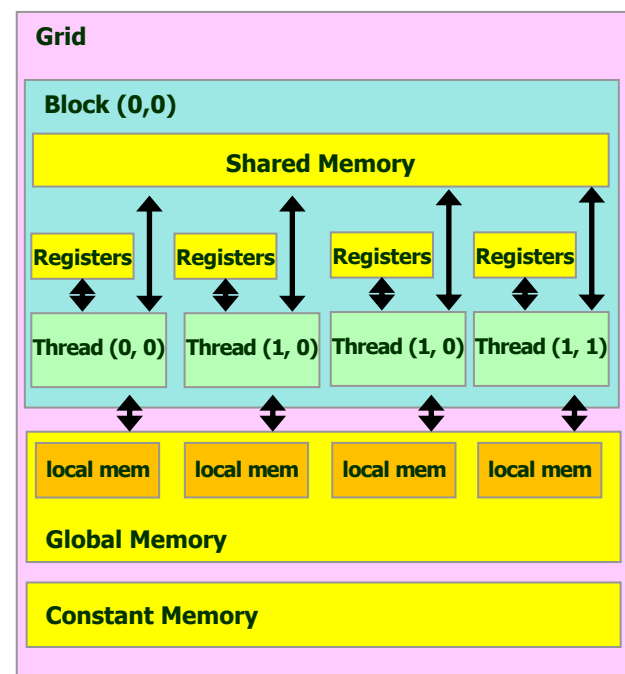 Grid
Block (0,0)
Shared Memory
Registers Registers Registers Registers
Thread (0, 0) Thread (1, 0) Thread (1, 0) Thread (1, 1)
local mem local mem local mem local mem
Global Memory
Constant Memory